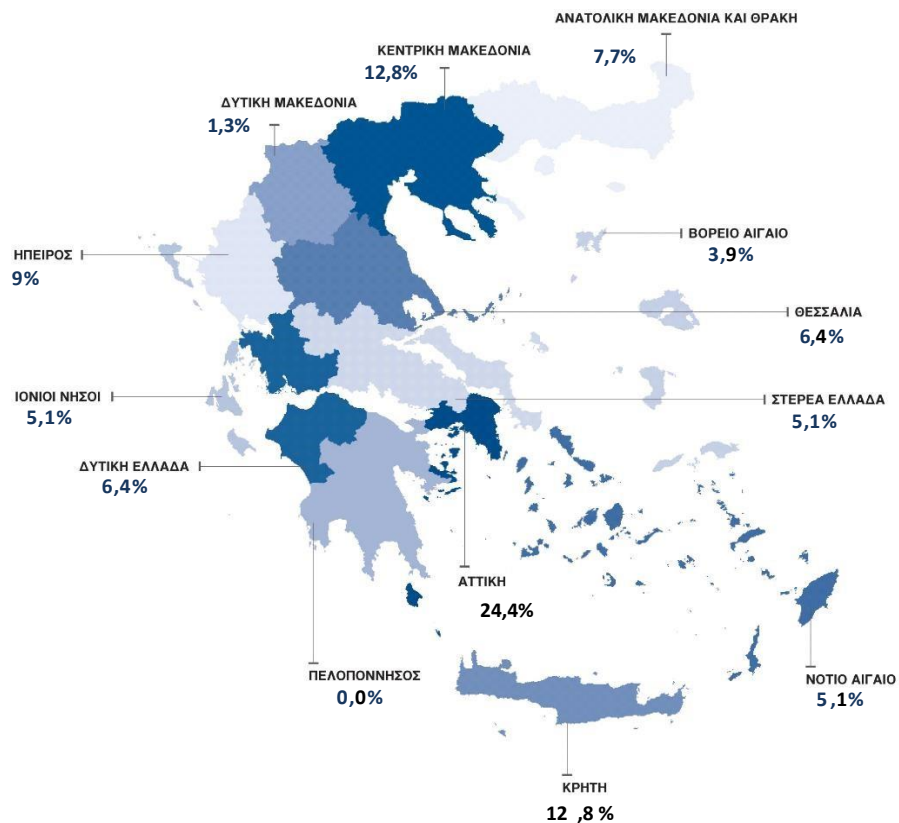 ΑΝΑΤΟΛΙΚΗ ΜΑΚΕΔΟΝΙΑ ΚΑΙ ΘΡΑΚΗ
7,7%
ΚΕΝΤΡΙΚΗ ΜΑΚΕΔΟΝΙΑ
12,8%
ΔΥΤΙΚΗ ΜΑΚΕΔΟΝΙΑ
1,3%
ΒΟΡΕΙΟ ΑΙΓΑΙΟ
3,9%
ΗΠΕΙΡΟΣ
9%
ΘΕΣΣΑΛΙΑ
6,4%
ΙΟΝΙΟΙ ΝΗΣΟΙ
5,1%
ΣΤΕΡΕΑ ΕΛΛΑΔΑ
5,1%
ΔΥΤΙΚΗ ΕΛΛΑΔΑ
6,4%
ΑΤΤΙΚΗ
24,4%
ΠΕΛΟΠΟΝΝΗΣΟΣ
0,0%
ΝΟΤΙΟ ΑΙΓΑΙΟ
5,1%
ΚΡΗΤΗ
12 ,8 %